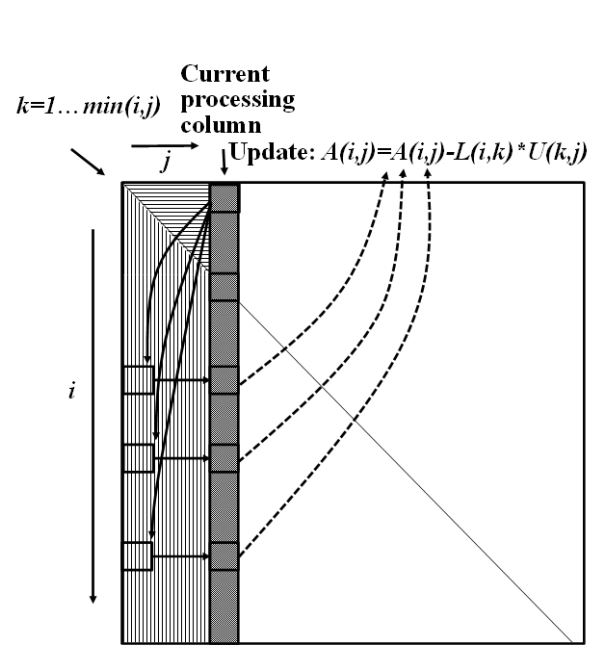 Current
processing
column
k=1…min(i,j)
j
Update: A(i,j)=A(i,j)-L(i,k)*U(k,j)
i